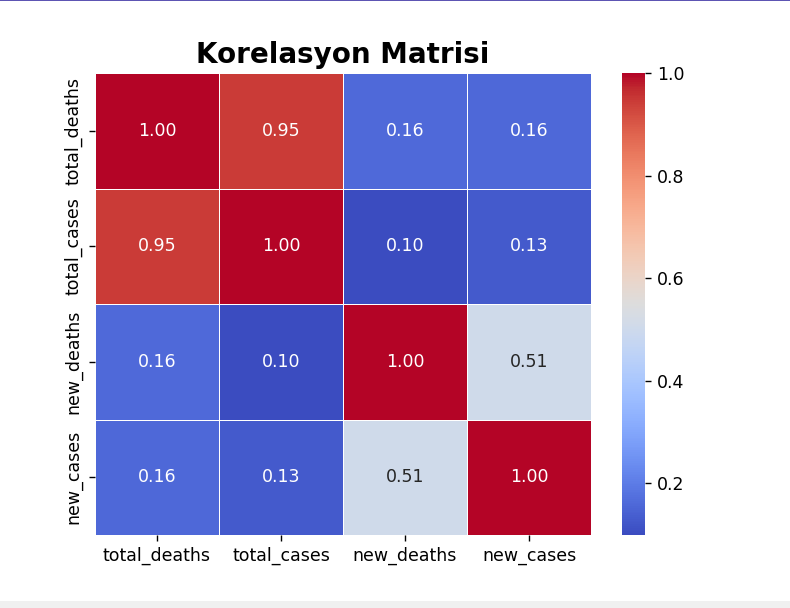 Korelasyon Matrisi
total_deaths
1.00
0.95
0.16
0.16
total_cases
0.95
1.00
0.10
0.13
new_deaths
0.16
0.10
1.00
0.51
new_cases
0.16
0.13
0.51
1.00
total_deaths
total_cases
new_deaths
new_cases
1.0
0.8
0.6
0.4
0.2